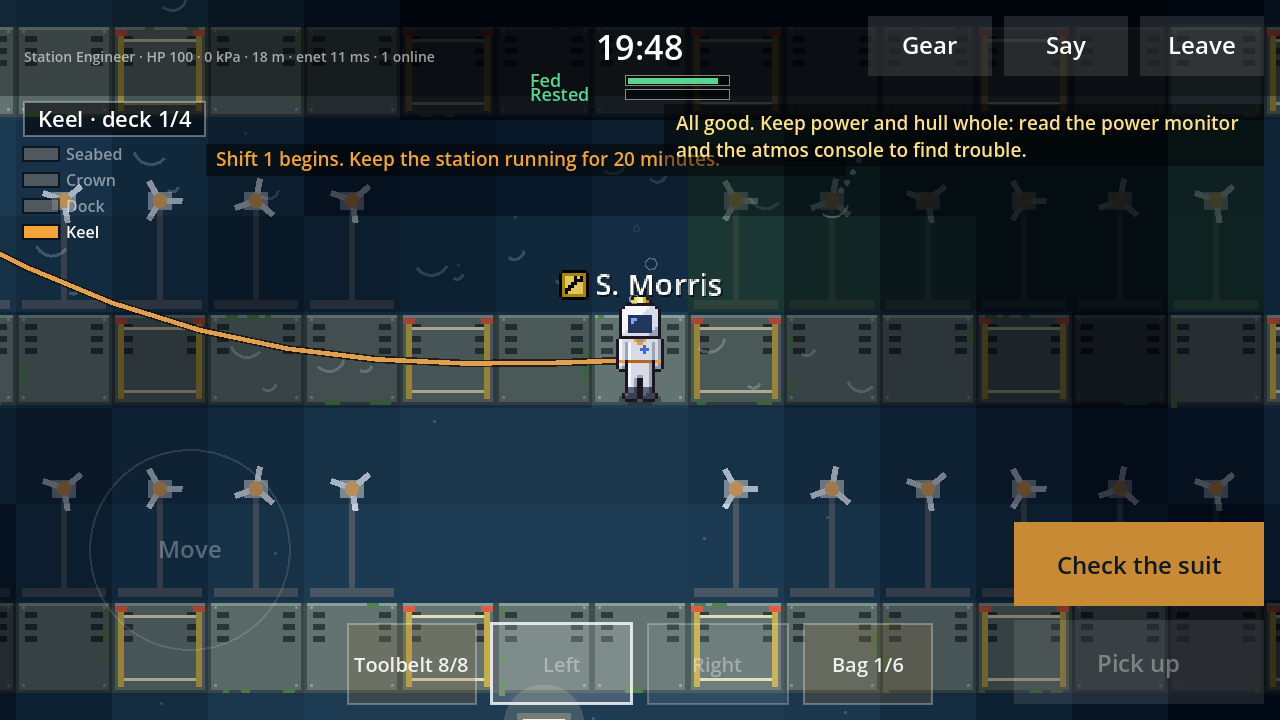 Station Engineer · HP 100 · 0 kPa · 18 m · enet 11 ms · 1 online
19:48
Fed
Rested
Gear
Say
Leave
Keel · deck 1/4
Seabed
Crown
Dock
Keel
Shift 1 begins. Keep the station running for 20 minutes.
All good. Keep power and hull whole: read the power monitor
and the atmos console to find trouble.
S. Morris
Move
Check the suit
Toolbelt 8/8
Left
Right
Bag 1/6
Pick up